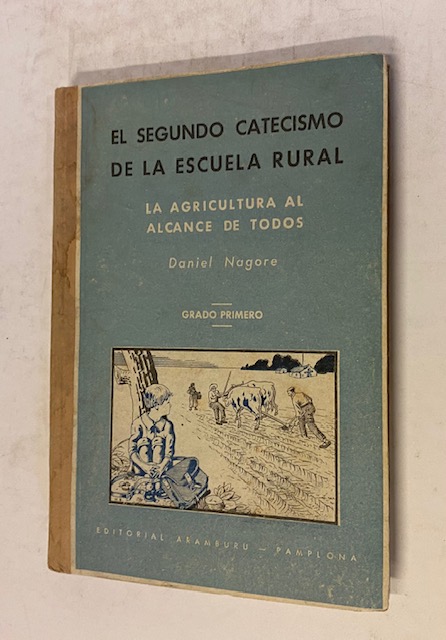 EL SEGUNDO CATECISMO
DE LA ESCUELA RURAL
LA AGRICULTURA AL
ALCANCE DE TODOS
Daniel Nagore
GRADO PRIMERO
EDITORIAL ARAMBURU — PAMPLONA